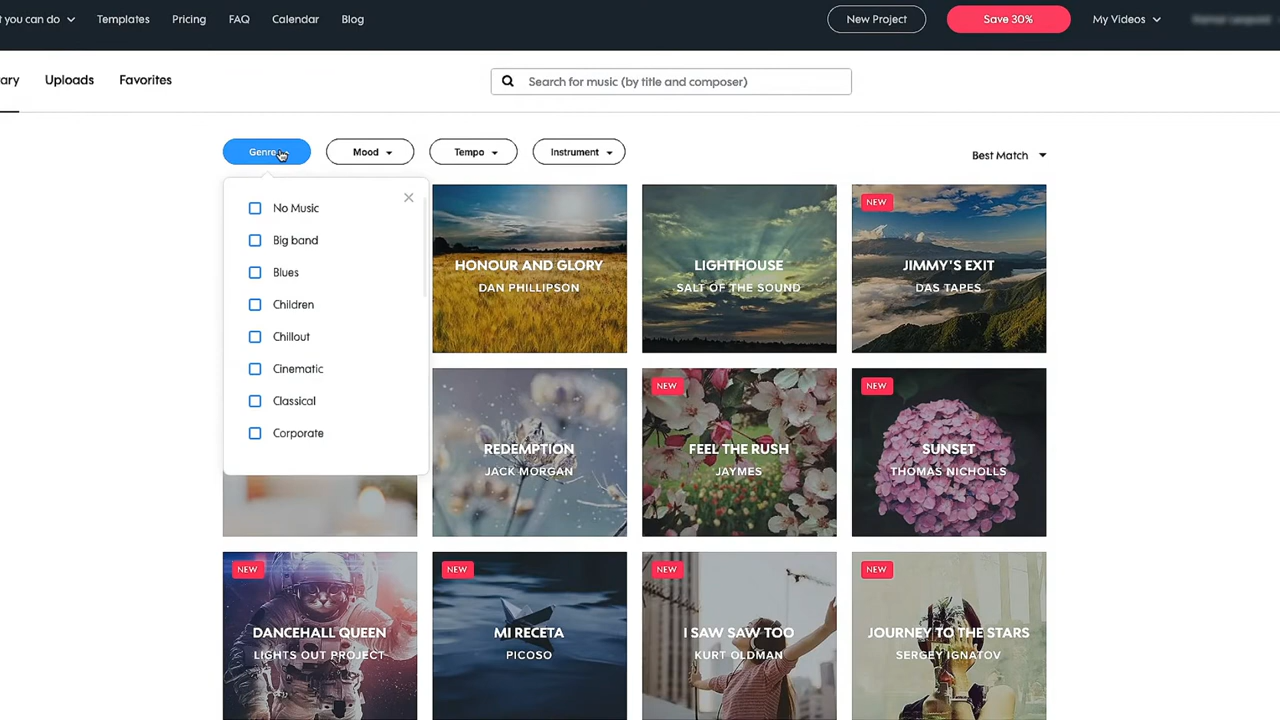 t you can do Templates Pricing FAQ Calendar Blog New Project Save 30% My Videos
ary Uploads Favorites Search for music (by title and composer)
Genre Mood Tempo Instrument Best Match
No Music
Big band
Blues
Children
Chillout
Cinematic
Classical
Corporate
HONOUR AND GLORY
DAN PHILLIPSON
LIGHTHOUSE
SALT OF THE SOUND
NEW
JIMMY'S EXIT
DAS TAPES
REDEMPTION
JACK MORGAN
NEW
FEEL THE RUSH
JAYMES
NEW
SUNSET
THOMAS NICHOLLS
NEW
DANCEHALL QUEEN
LIGHTS OUT PROJECT
NEW
MI RECETA
PICOSO
NEW
I SAW SAW TOO
KURT OLDMAN
NEW
JOURNEY TO THE STARS
SERGEY IGNATOV